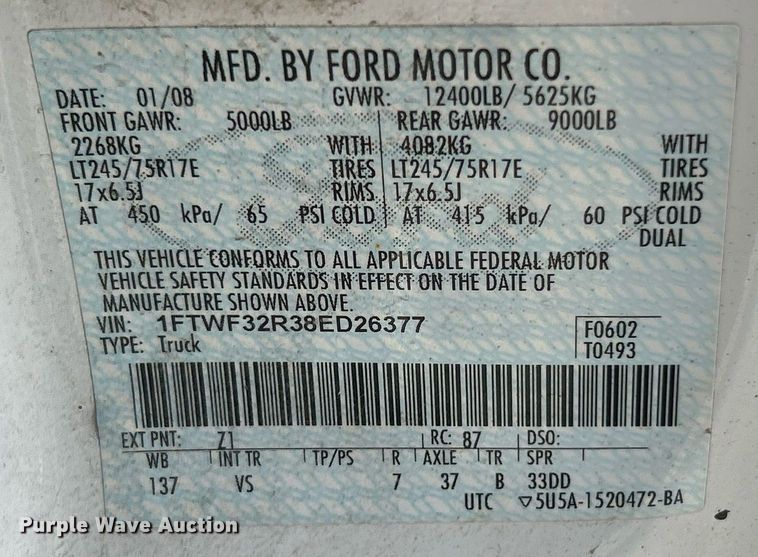 MFD. BY FORD MOTOR CO.
DATE: 01/08 GVWR: 12400LB/ 5625KG
FRONT GAWR: 5000LB REAR GAWR: 9000LB
2268KG WITH 4082KG WITH
LT245/75R17E TIRES LT245/75R17E TIRES
17x6.5J RIMS 17x6.5J RIMS
AT 450 kPa/ 65 PSI COLD AT 415 kPa/ 60 PSI COLD
DUAL
THIS VEHICLE CONFORMS TO ALL APPLICABLE FEDERAL MOTOR
VEHICLE SAFETY STANDARDS IN EFFECT ON THE DATE OF
MANUFACTURE SHOWN ABOVE.
VIN: 1FTWF32R38ED26377 F0602
TYPE: Truck T0493
EXT PNT: Z1 RC: 87 DSO:
WB INT TR TP/PS R AXLE TR SPR
137 VS 7 37 B 33DD
UTC ▽5U5A-1520472-BA
Purple Wave Auction